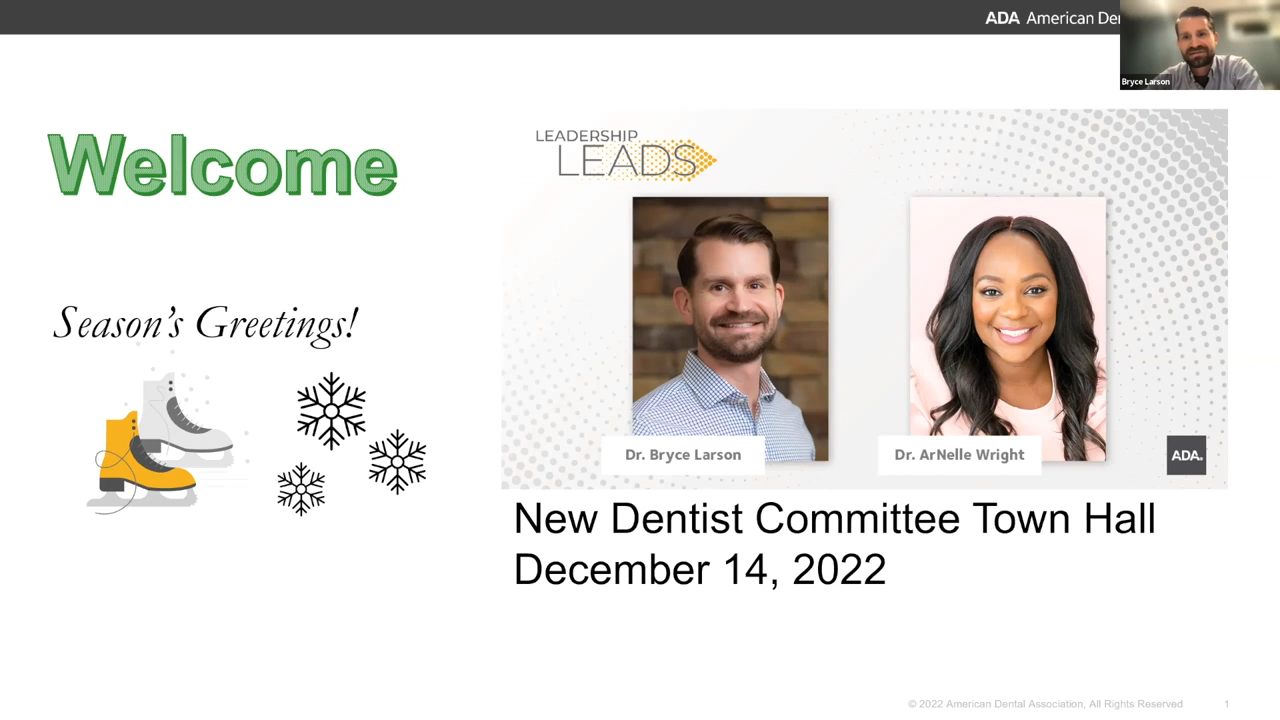 ADA American De
Bryce Larson
Welcome
Season's Greetings!
LEADERSHIP
LEADS
Dr. Bryce Larson
Dr. ArNelle Wright
ADA.
New Dentist Committee Town Hall
December 14, 2022
© 2022 American Dental Association, All Rights Reserved
1